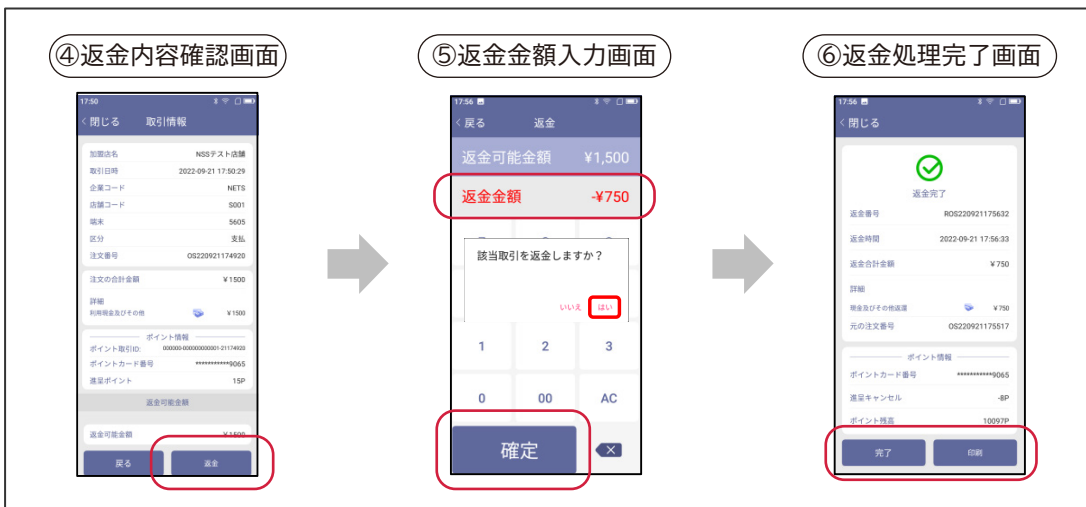 ④返金内容確認画面
17:50
< 閉じる 取引情報
加盟店名 NSSテスト店舗
取引日時 2022-09-21 17:50:29
企業コード NETS
店舗コード S001
端末 5605
区分 支払
注文番号 OS220921174920
注文の合計金額 ¥1500
詳細
利用現金及びその他 ¥1500
ポイント情報
ポイント取引ID: 000000-000000000001-21174920
ポイントカード番号 ***********9065
進呈ポイント 15P
返金可能金額
返金可能金額 ¥1500
戻る 返金
⑤返金金額入力画面
17:56
< 戻る 返金
返金可能金額 ¥1,500
返金金額 -¥750
該当取引を返金しますか？
いいえ はい
1 2 3
0 00 AC
確定
⑥返金処理完了画面
17:56
< 閉じる
返金完了
返金番号 ROS220921175632
返金時間 2022-09-21 17:56:33
返金合計金額 ¥750
詳細
現金及びその他返還 ¥750
元の注文番号 OS220921175517
ポイント情報
ポイントカード番号 ***********9065
進呈キャンセル -8P
ポイント残高 10097P
完了 印刷